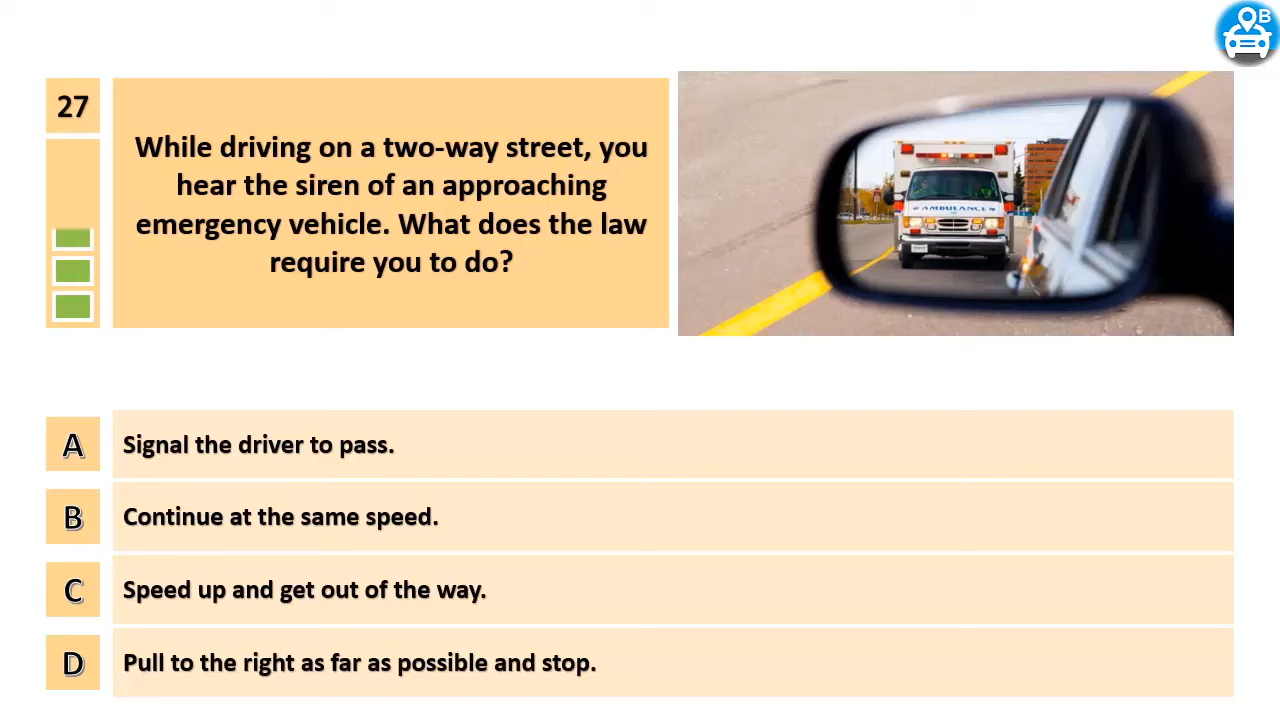 B
27
While driving on a two-way street, you
hear the siren of an approaching
emergency vehicle. What does the law
require you to do?
AMBULANCE
A
Signal the driver to pass.
B
Continue at the same speed.
C
Speed up and get out of the way.
D
Pull to the right as far as possible and stop.